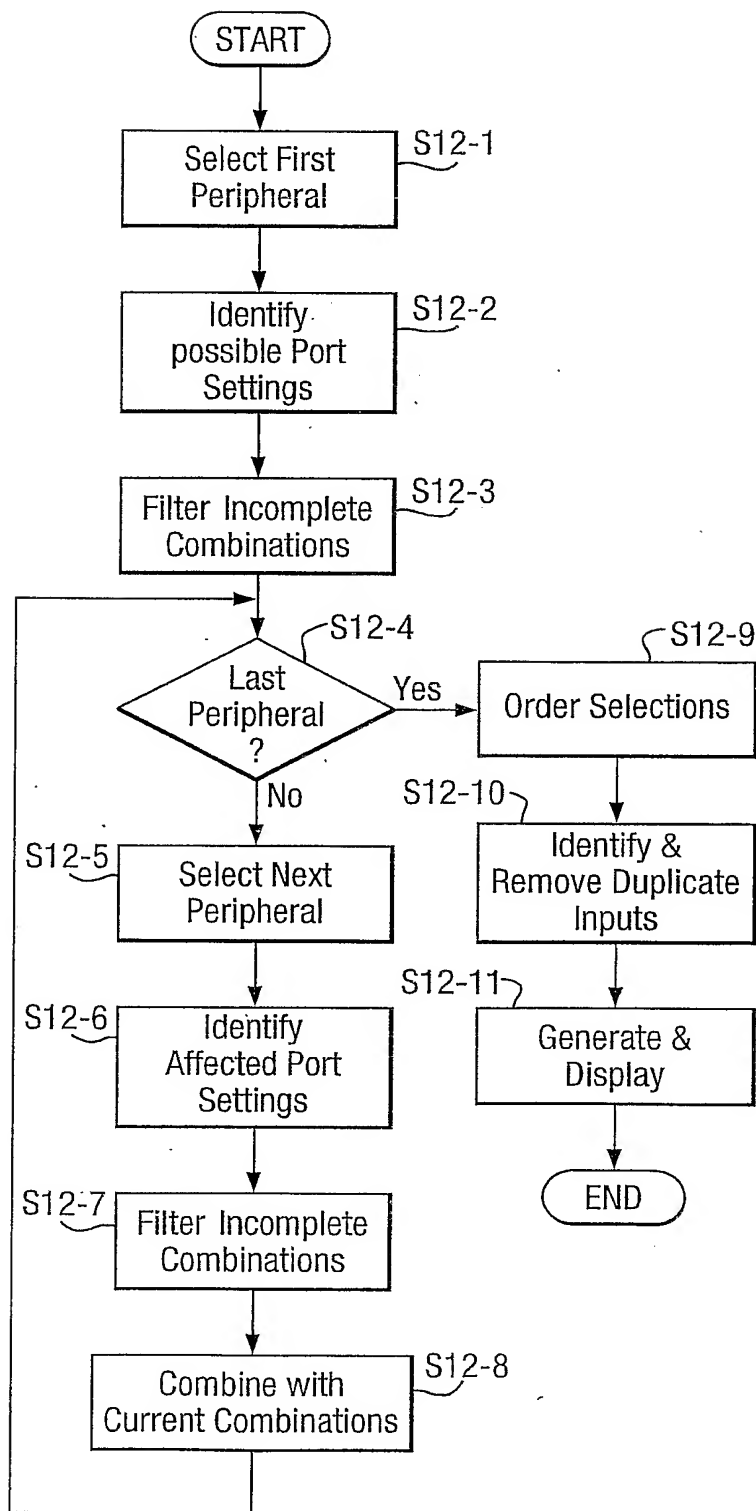 START
S12-1
Select First
Peripheral
S12-2
Identify
possible Port
Settings
S12-3
Filter Incomplete
Combinations
S12-4
Last
Peripheral
?
Yes
No
S12-9
Order Selections
S12-10
Identify &
Remove Duplicate
Inputs
S12-11
Generate &
Display
END
S12-5
Select Next
Peripheral
S12-6
Identify
Affected Port
Settings
S12-7
Filter Incomplete
Combinations
S12-8
Combine with
Current Combinations